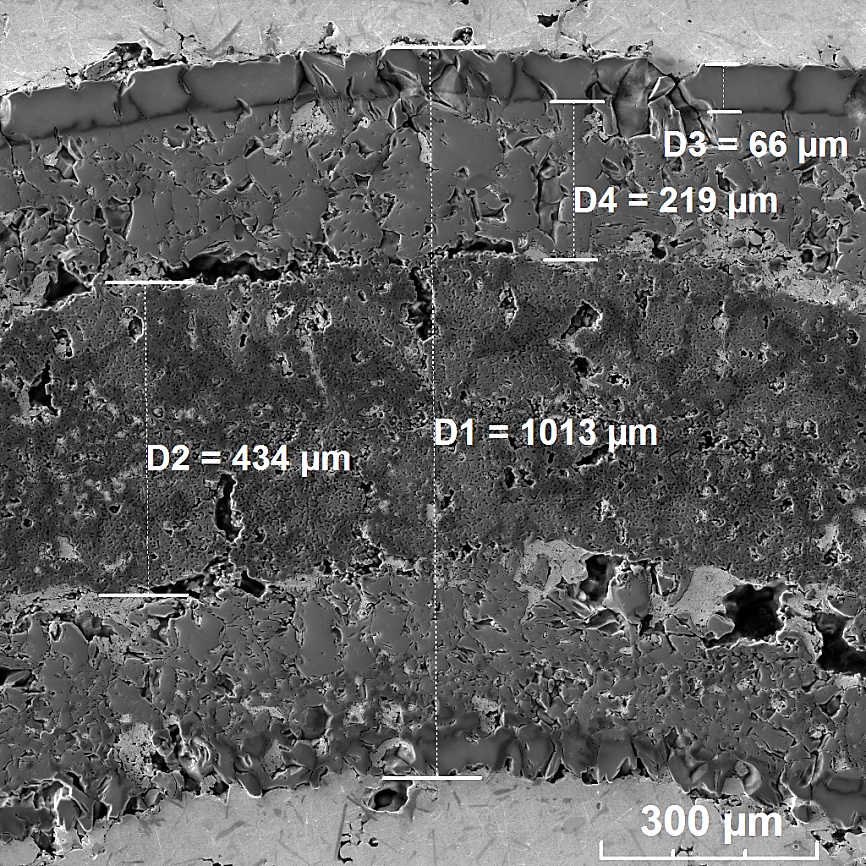 D3 = 66 µm
D4 = 219 µm
D1 = 1013 µm
D2 = 434 µm
300 µm